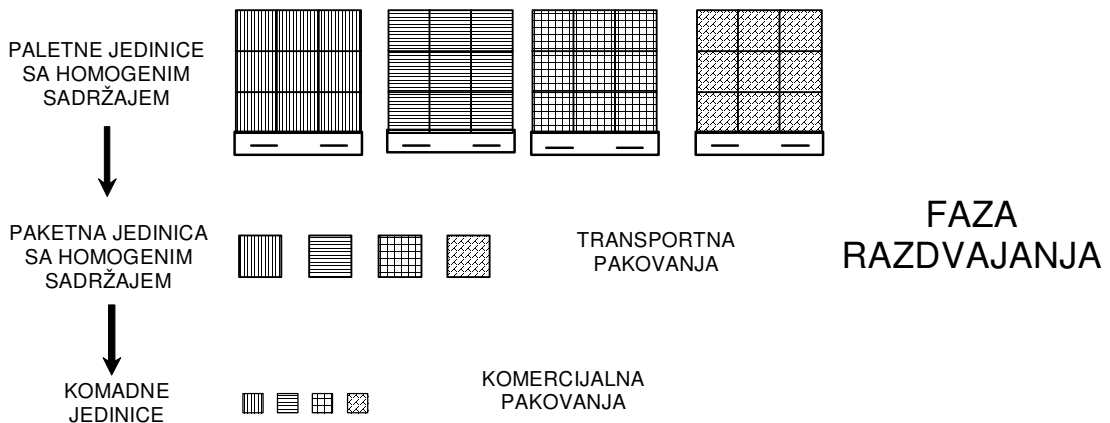 PALETNE JEDINICE
SA HOMOGENIM
SADRŽAJEM
PAKETNA JEDINICA
SA HOMOGENIM
SADRŽAJEM
TRANSPORTNA
PAKOVANJA
FAZA
RAZDVAJANJA
KOMADNE
JEDINICE
KOMERCIJALNA
PAKOVANJA